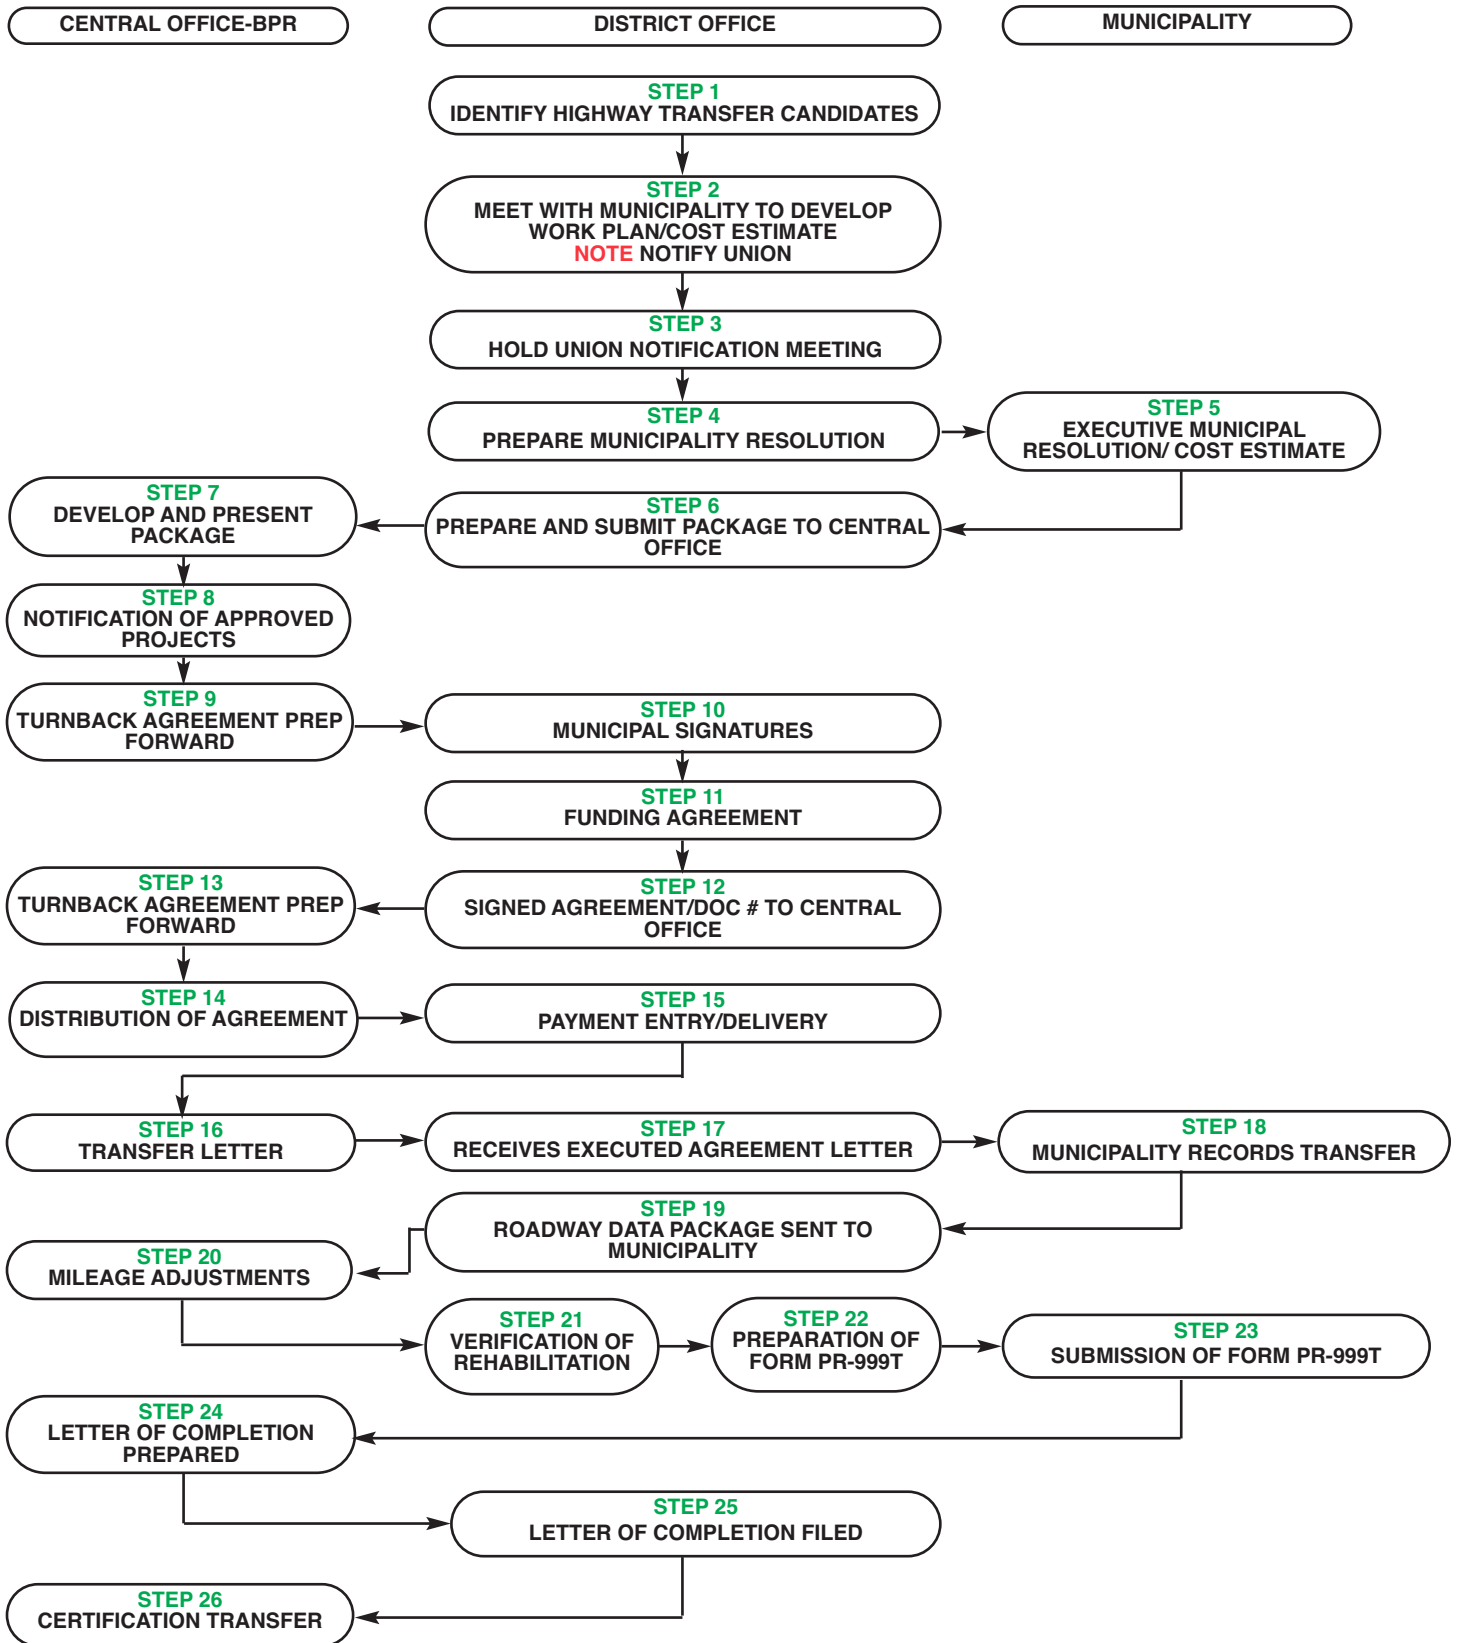 CENTRAL OFFICE-BPR
DISTRICT OFFICE
MUNICIPALITY
STEP 1
IDENTIFY HIGHWAY TRANSFER CANDIDATES
STEP 2
MEET WITH MUNICIPALITY TO DEVELOP
WORK PLAN/COST ESTIMATE
NOTE NOTIFY UNION
STEP 3
HOLD UNION NOTIFICATION MEETING
STEP 4
PREPARE MUNICIPALITY RESOLUTION
STEP 5
EXECUTIVE MUNICIPAL
RESOLUTION/ COST ESTIMATE
STEP 6
PREPARE AND SUBMIT PACKAGE TO CENTRAL
OFFICE
STEP 7
DEVELOP AND PRESENT
PACKAGE
STEP 8
NOTIFICATION OF APPROVED
PROJECTS
STEP 9
TURNBACK AGREEMENT PREP
FORWARD
STEP 10
MUNICIPAL SIGNATURES
STEP 11
FUNDING AGREEMENT
STEP 12
SIGNED AGREEMENT/DOC # TO CENTRAL
OFFICE
STEP 13
TURNBACK AGREEMENT PREP
FORWARD
STEP 14
DISTRIBUTION OF AGREEMENT
STEP 15
PAYMENT ENTRY/DELIVERY
STEP 16
TRANSFER LETTER
STEP 17
RECEIVES EXECUTED AGREEMENT LETTER
STEP 18
MUNICIPALITY RECORDS TRANSFER
STEP 19
ROADWAY DATA PACKAGE SENT TO
MUNICIPALITY
STEP 20
MILEAGE ADJUSTMENTS
STEP 21
VERIFICATION OF
REHABILITATION
STEP 22
PREPARATION OF
FORM PR-999T
STEP 23
SUBMISSION OF FORM PR-999T
STEP 24
LETTER OF COMPLETION
PREPARED
STEP 25
LETTER OF COMPLETION FILED
STEP 26
CERTIFICATION TRANSFER